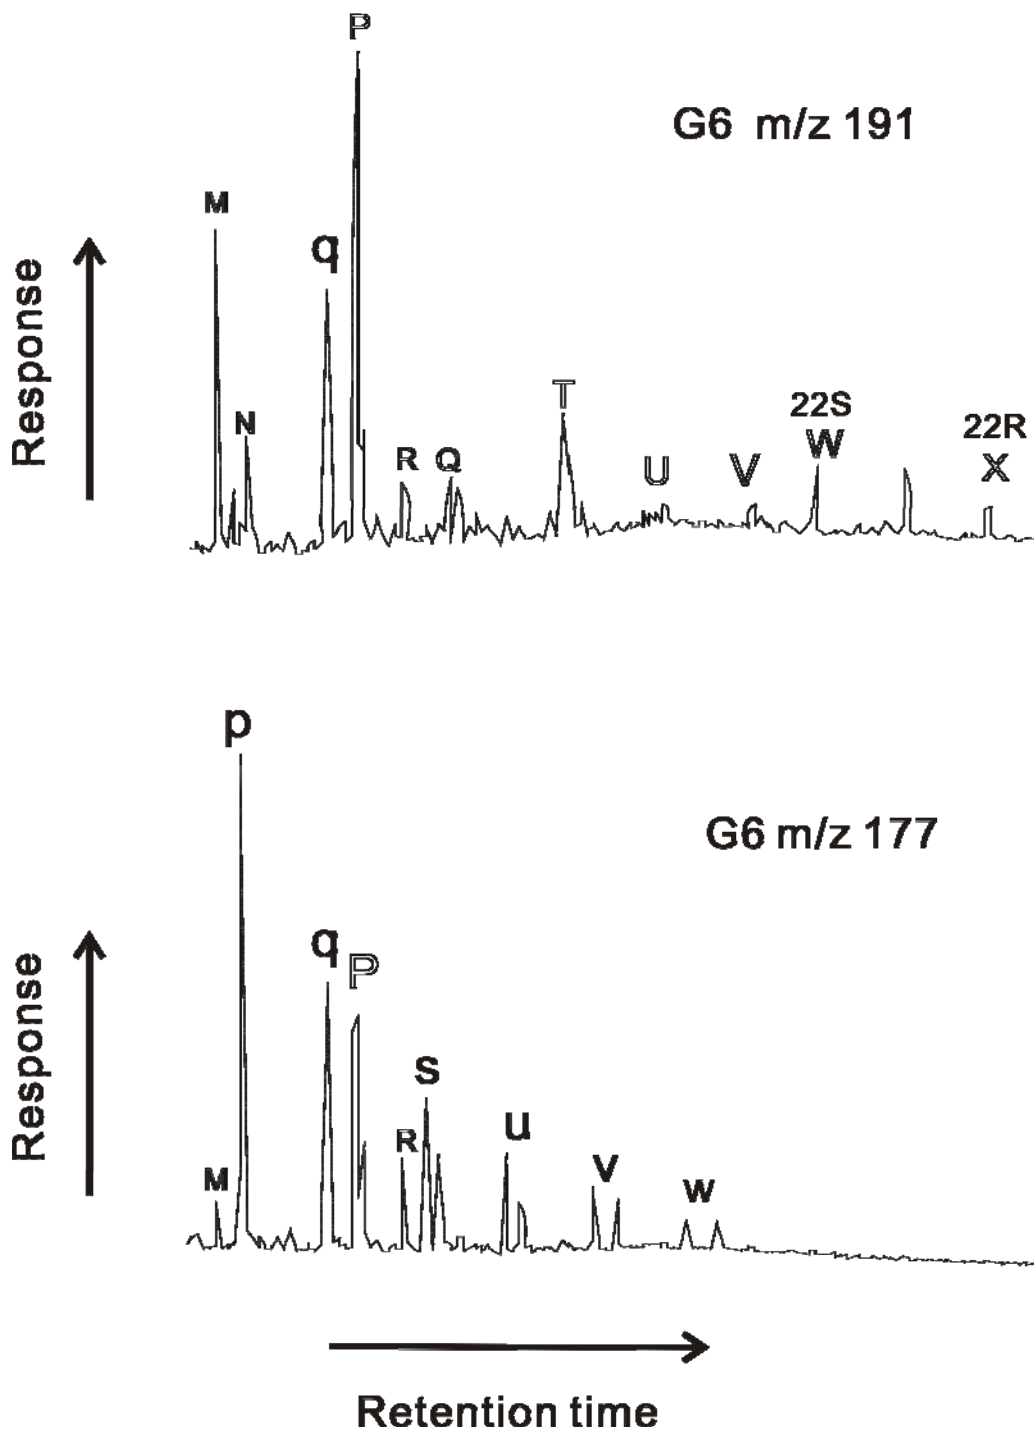 P
G6 m/z 191
M
q
N
R Q
T
U
V
22S
W
22R
X
Response
p
G6 m/z 177
q
P
S
R
M
u
V
W
Response
Retention time